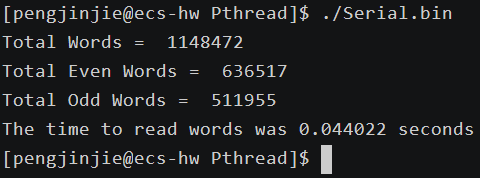 [pengjinjie@ecs-hw Pthread]$ ./Serial.bin
Total Words =  1148472
Total Even Words =  636517
Total Odd Words =  511955
The time to read words was 0.044022 seconds
[pengjinjie@ecs-hw Pthread]$